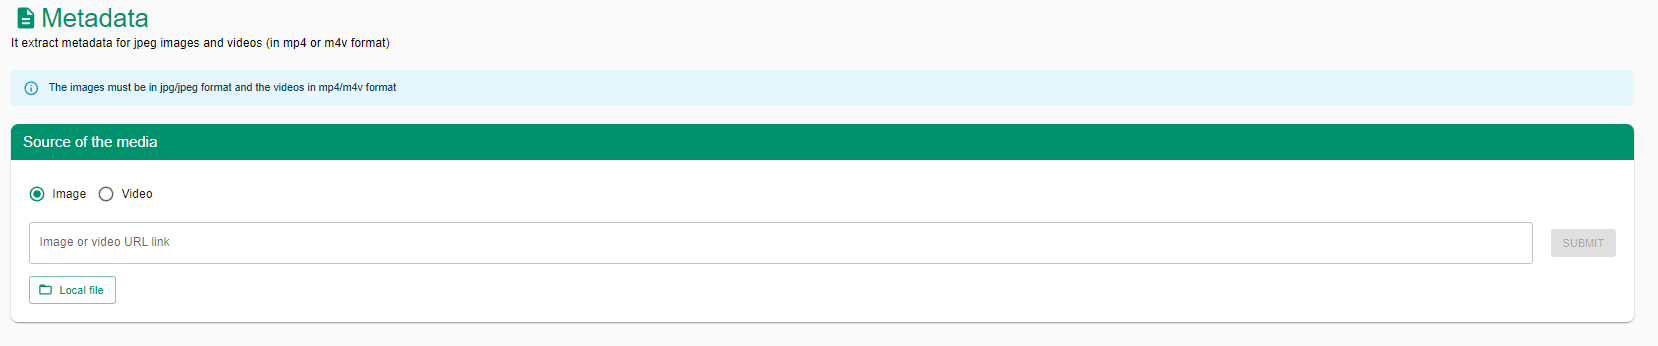 Metadata
It extract metadata for jpeg images and videos (in mp4 or m4v format)
The images must be in jpg/jpeg format and the videos in mp4/m4v format
Source of the media
Image Video
Image or video URL link
SUBMIT
Local file